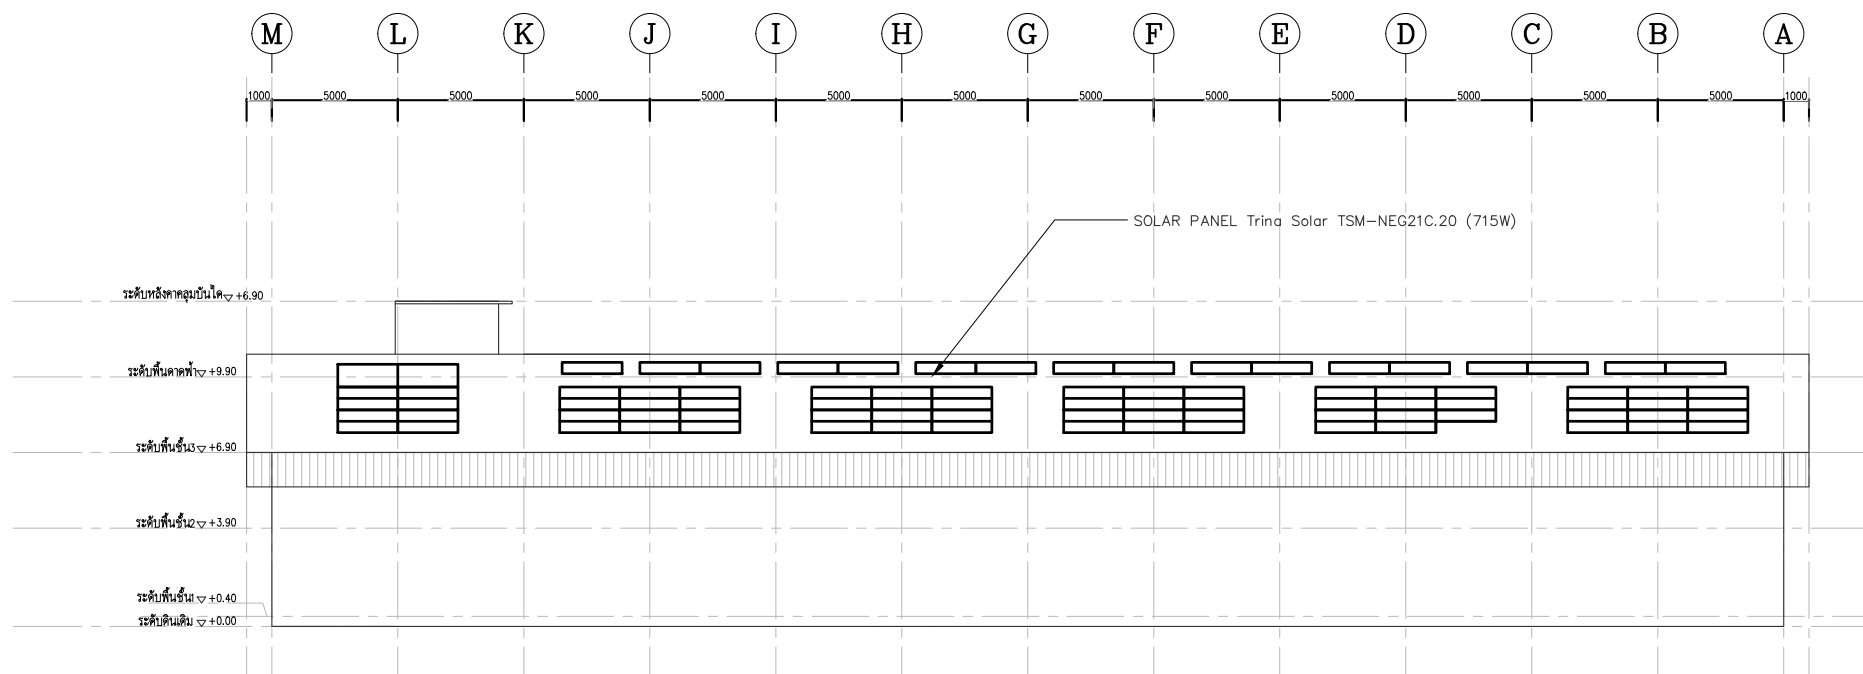 M L K J I H G F E D C B A
1000 5000 5000 5000 5000 5000 5000 5000 5000 5000 5000 5000 5000 1000
SOLAR PANEL Trina Solar TSM-NEG21C.20 (715W)
ระดับหลังคาคลุมบันได +6.90
ระดับพื้นดาดฟ้า +9.90
ระดับพื้นชั้น3 +6.90
ระดับพื้นชั้น2 +3.90
ระดับพื้นชั้น1 +0.40
ระดับดินเดิม +0.00